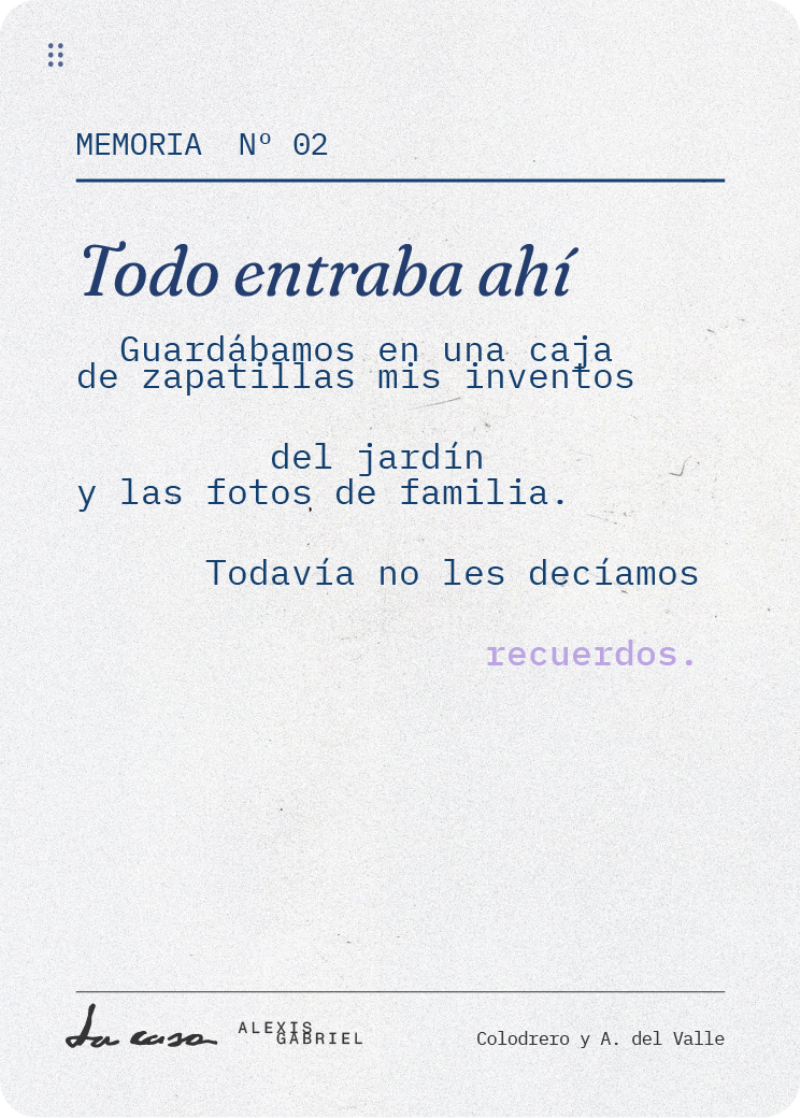 MEMORIA Nº 02
Todo entraba ahí
Guardábamos en una caja
de zapatillas mis inventos
del jardín
y las fotos de familia.
Todavía no les decíamos
recuerdos.
La casa
ALEXIS
GABRIEL
Colodrero y A. del Valle